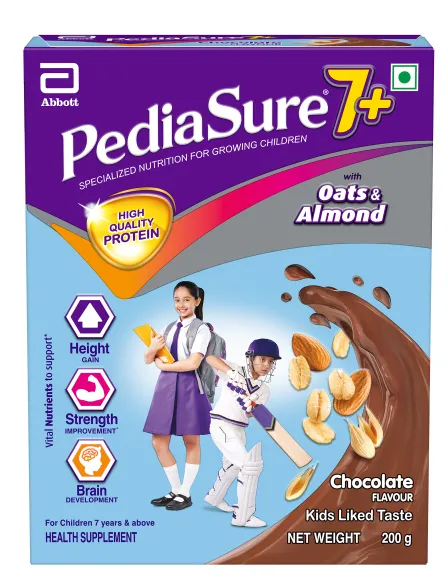 Abbott
PediaSure® 7+
SPECIALIZED NUTRITION FOR GROWING CHILDREN
with
Oats &
Almond
HIGH
QUALITY
PROTEIN
Vital Nutrients to support*
Height
GAIN
Strength
IMPROVEMENT^
Brain
DEVELOPMENT
Chocolate
FLAVOUR
Kids Liked Taste
For Children 7 years & above
HEALTH SUPPLEMENT
NET WEIGHT 200 g